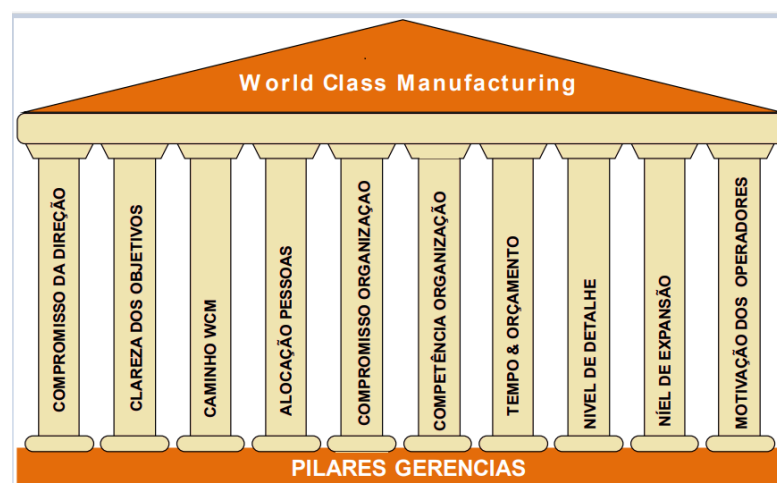 World Class Manufacturing
COMPROMISSO DA DIREÇÃO
CLAREZA DOS OBJETIVOS
CAMINHO WCM
ALOCAÇÃO PESSOAS
COMPROMISSO ORGANIZAÇAO
COMPETÊNCIA ORGANIZAÇÃO
TEMPO & ORÇAMENTO
NIVEL DE DETALHE
NÍEL DE EXPANSÃO
MOTIVAÇÃO DOS OPERADORES
PILARES GERENCIAS